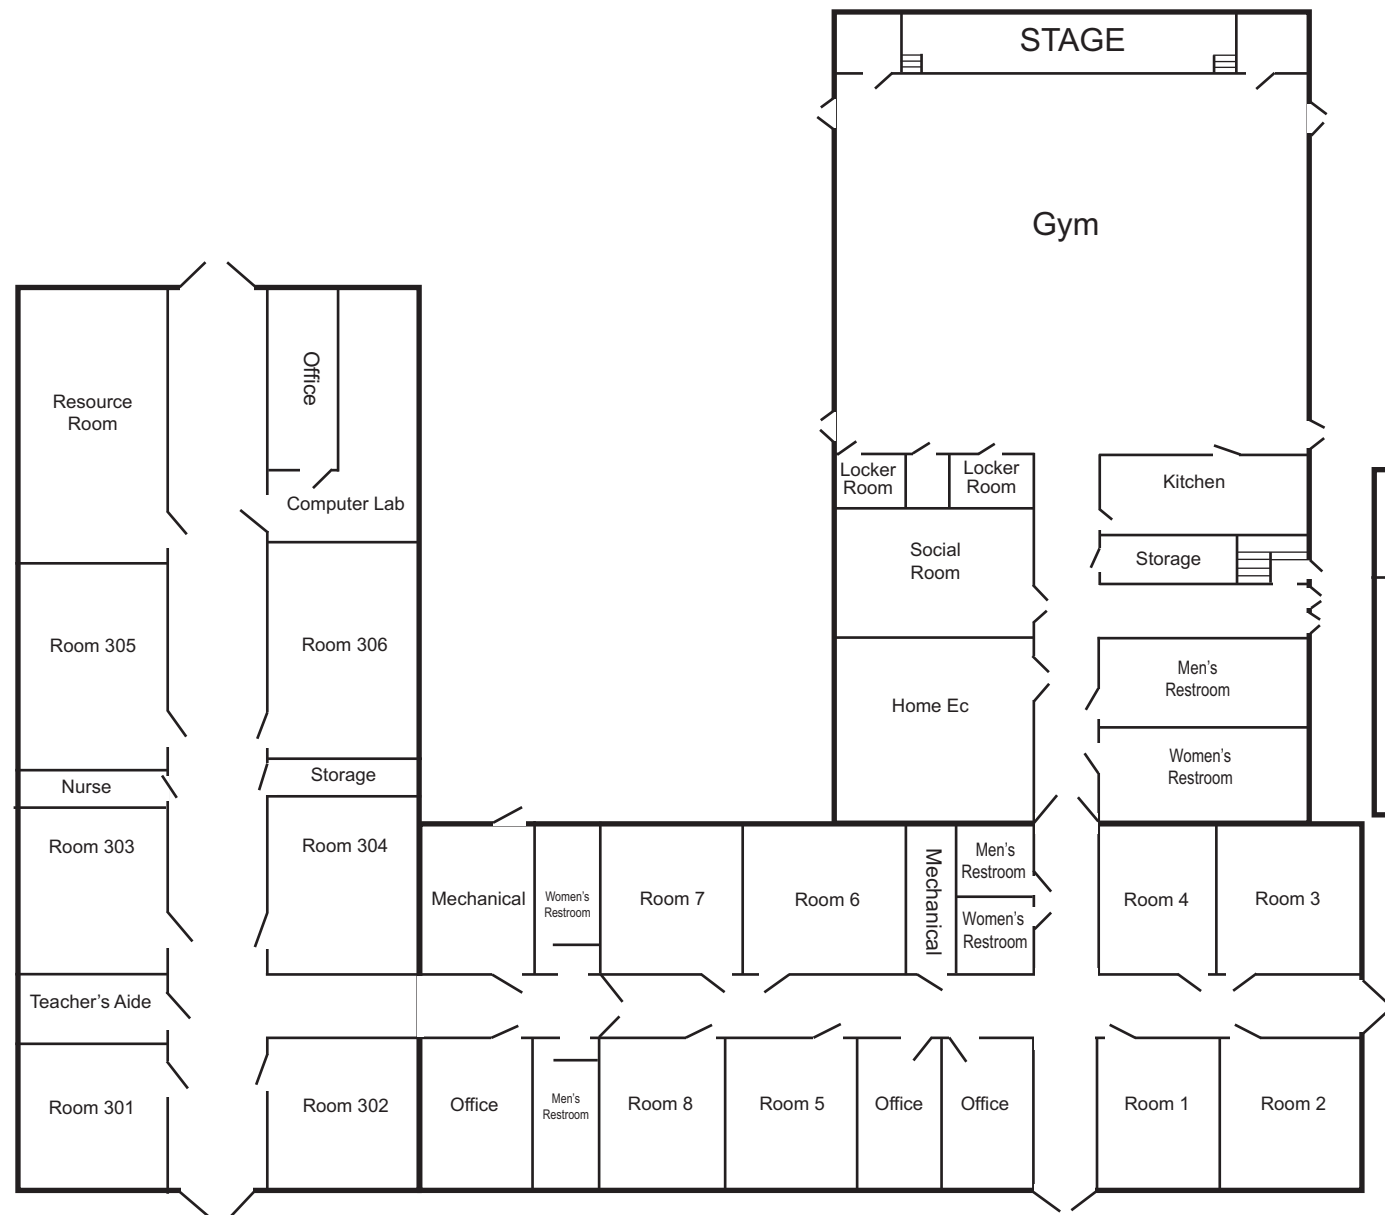 STAGE
Gym
Office
Resource
Room
Locker
Room
Locker
Room
Kitchen
Computer Lab
Social
Room
Storage
Room 305
Room 306
Men's
Restroom
Home Ec
Women's
Restroom
Nurse
Storage
Room 303
Room 304
Mechanical
Women's
Restroom
Room 7
Room 6
Mechanical
Men's
Restroom
Women's
Restroom
Room 4
Room 3
Teacher's Aide
Room 301
Room 302
Office
Men's
Restroom
Room 8
Room 5
Office
Office
Room 1
Room 2